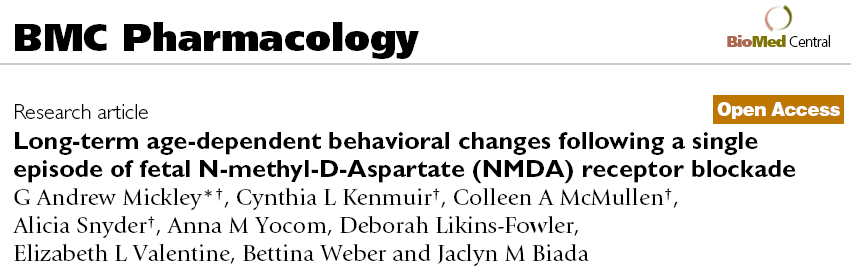 BMC Pharmacology
BioMed Central
Research article
Open Access
Long-term age-dependent behavioral changes following a single
episode of fetal N-methyl-D-Aspartate (NMDA) receptor blockade
G Andrew Mickley*†, Cynthia L Kenmuir†, Colleen A McMullen†,
Alicia Snyder†, Anna M Yocom, Deborah Likins-Fowler,
Elizabeth L Valentine, Bettina Weber and Jaclyn M Biada